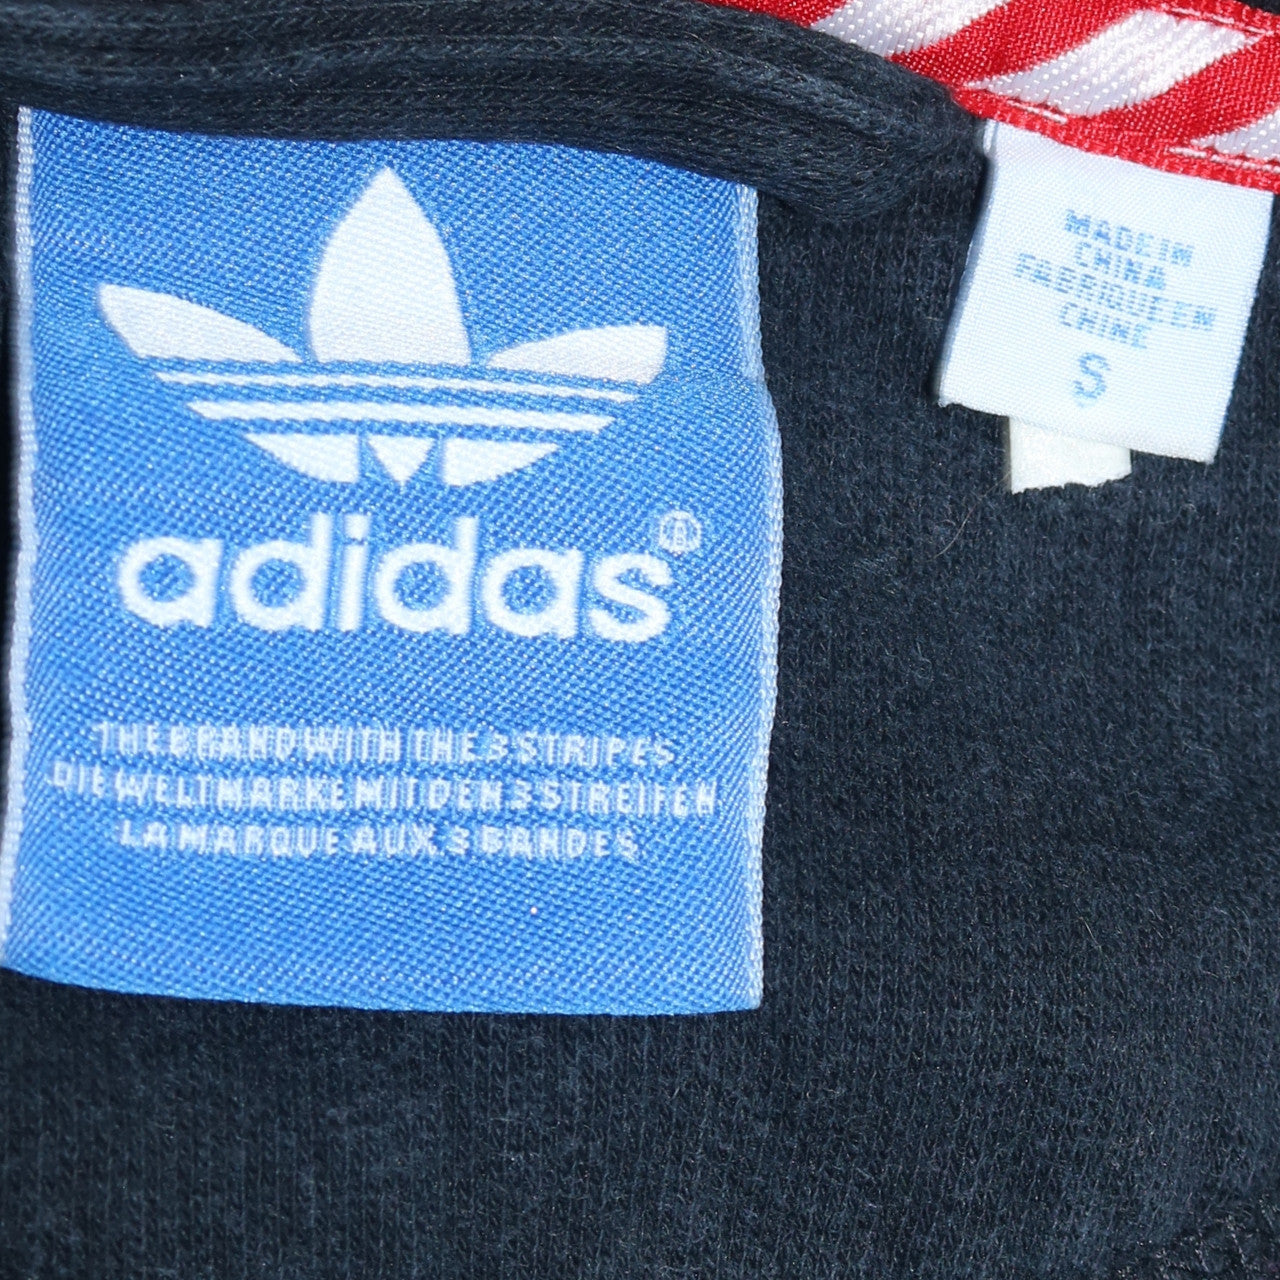 adidas®
THE BRAND WITH THE 3 STRIPES
DIE WELTMARKE MIT DEN 3 STREIFEN
LA MARQUE AUX 3 BANDES
MADE IN
CHINA
FABRIQUE EN
CHINE
S